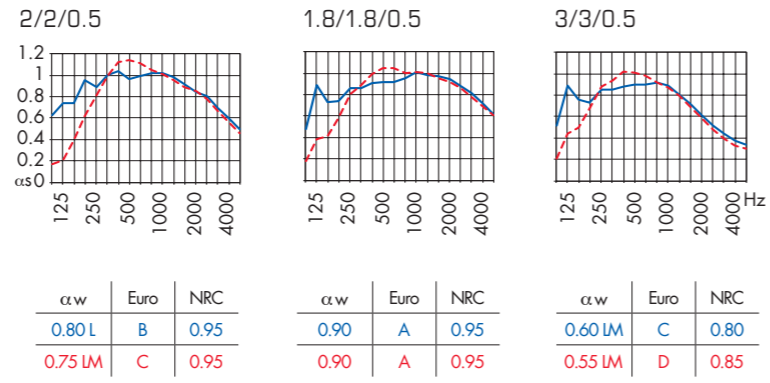 2/2/0.5
1.2
1
0.8
0.6
0.4
0.2
αs0
125 250 500 1000 2000 4000
αw Euro NRC
0.80 L B 0.95
0.75 LM C 0.95
1.8/1.8/0.5
125 250 500 1000 2000 4000
αw Euro NRC
0.90 A 0.95
0.90 A 0.95
3/3/0.5
125 250 500 1000 2000 4000 Hz
αw Euro NRC
0.60 LM C 0.80
0.55 LM D 0.85